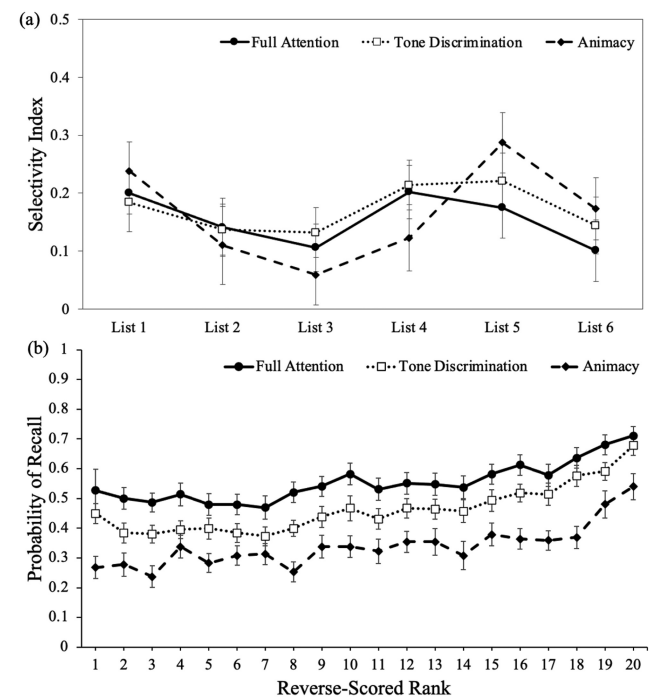 (a)
0.5
Full Attention Tone Discrimination Animacy
0.4
0.3
0.2
0.1
0
Selectivity Index
List 1 List 2 List 3 List 4 List 5 List 6
(b)
1
Full Attention Tone Discrimination Animacy
0.9
0.8
0.7
0.6
0.5
0.4
0.3
0.2
0.1
0
Probability of Recall
1 2 3 4 5 6 7 8 9 10 11 12 13 14 15 16 17 18 19 20
Reverse-Scored Rank